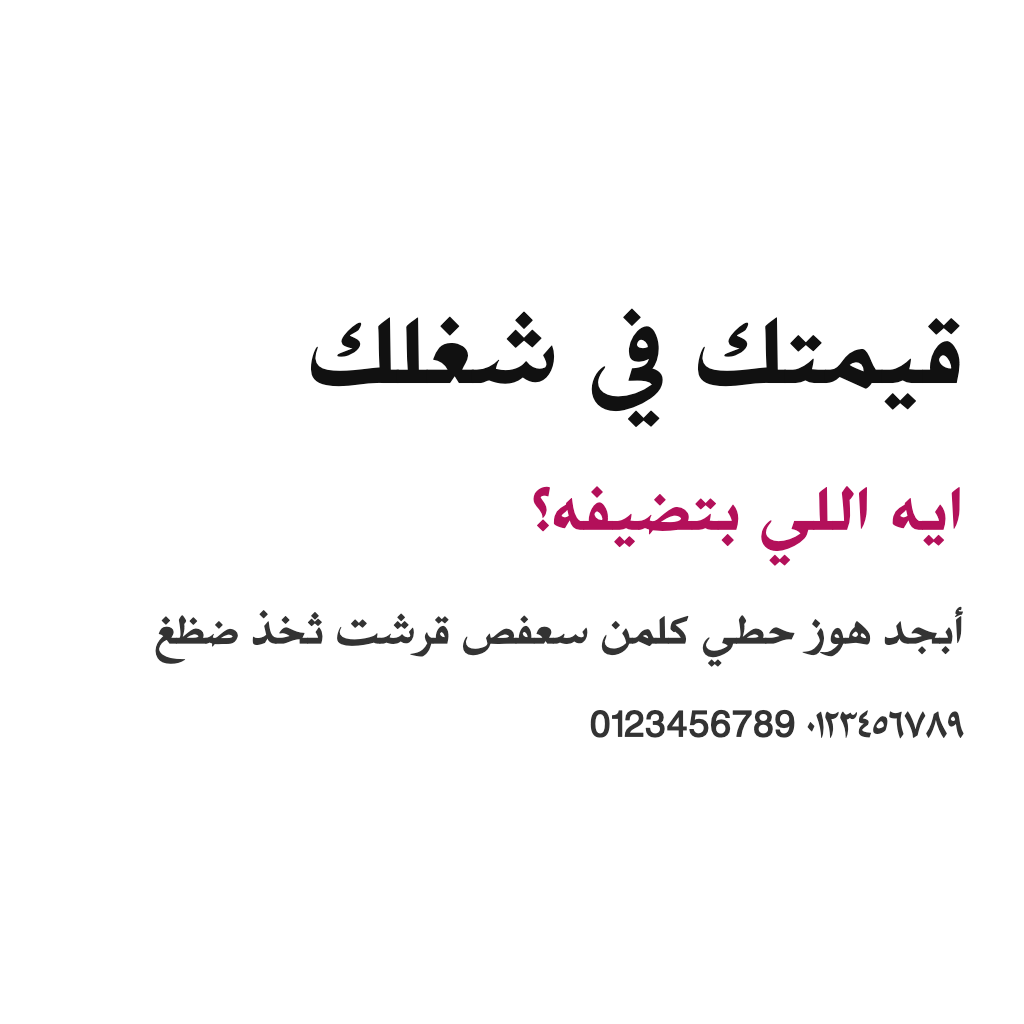 قيمتك في شغلك
ايه اللي بتضيفه؟
أبجد هوز حطي كلمن سعفص قرشت ثخذ ضظغ
0123456789 ٠١٢٣٤٥٦٧٨٩